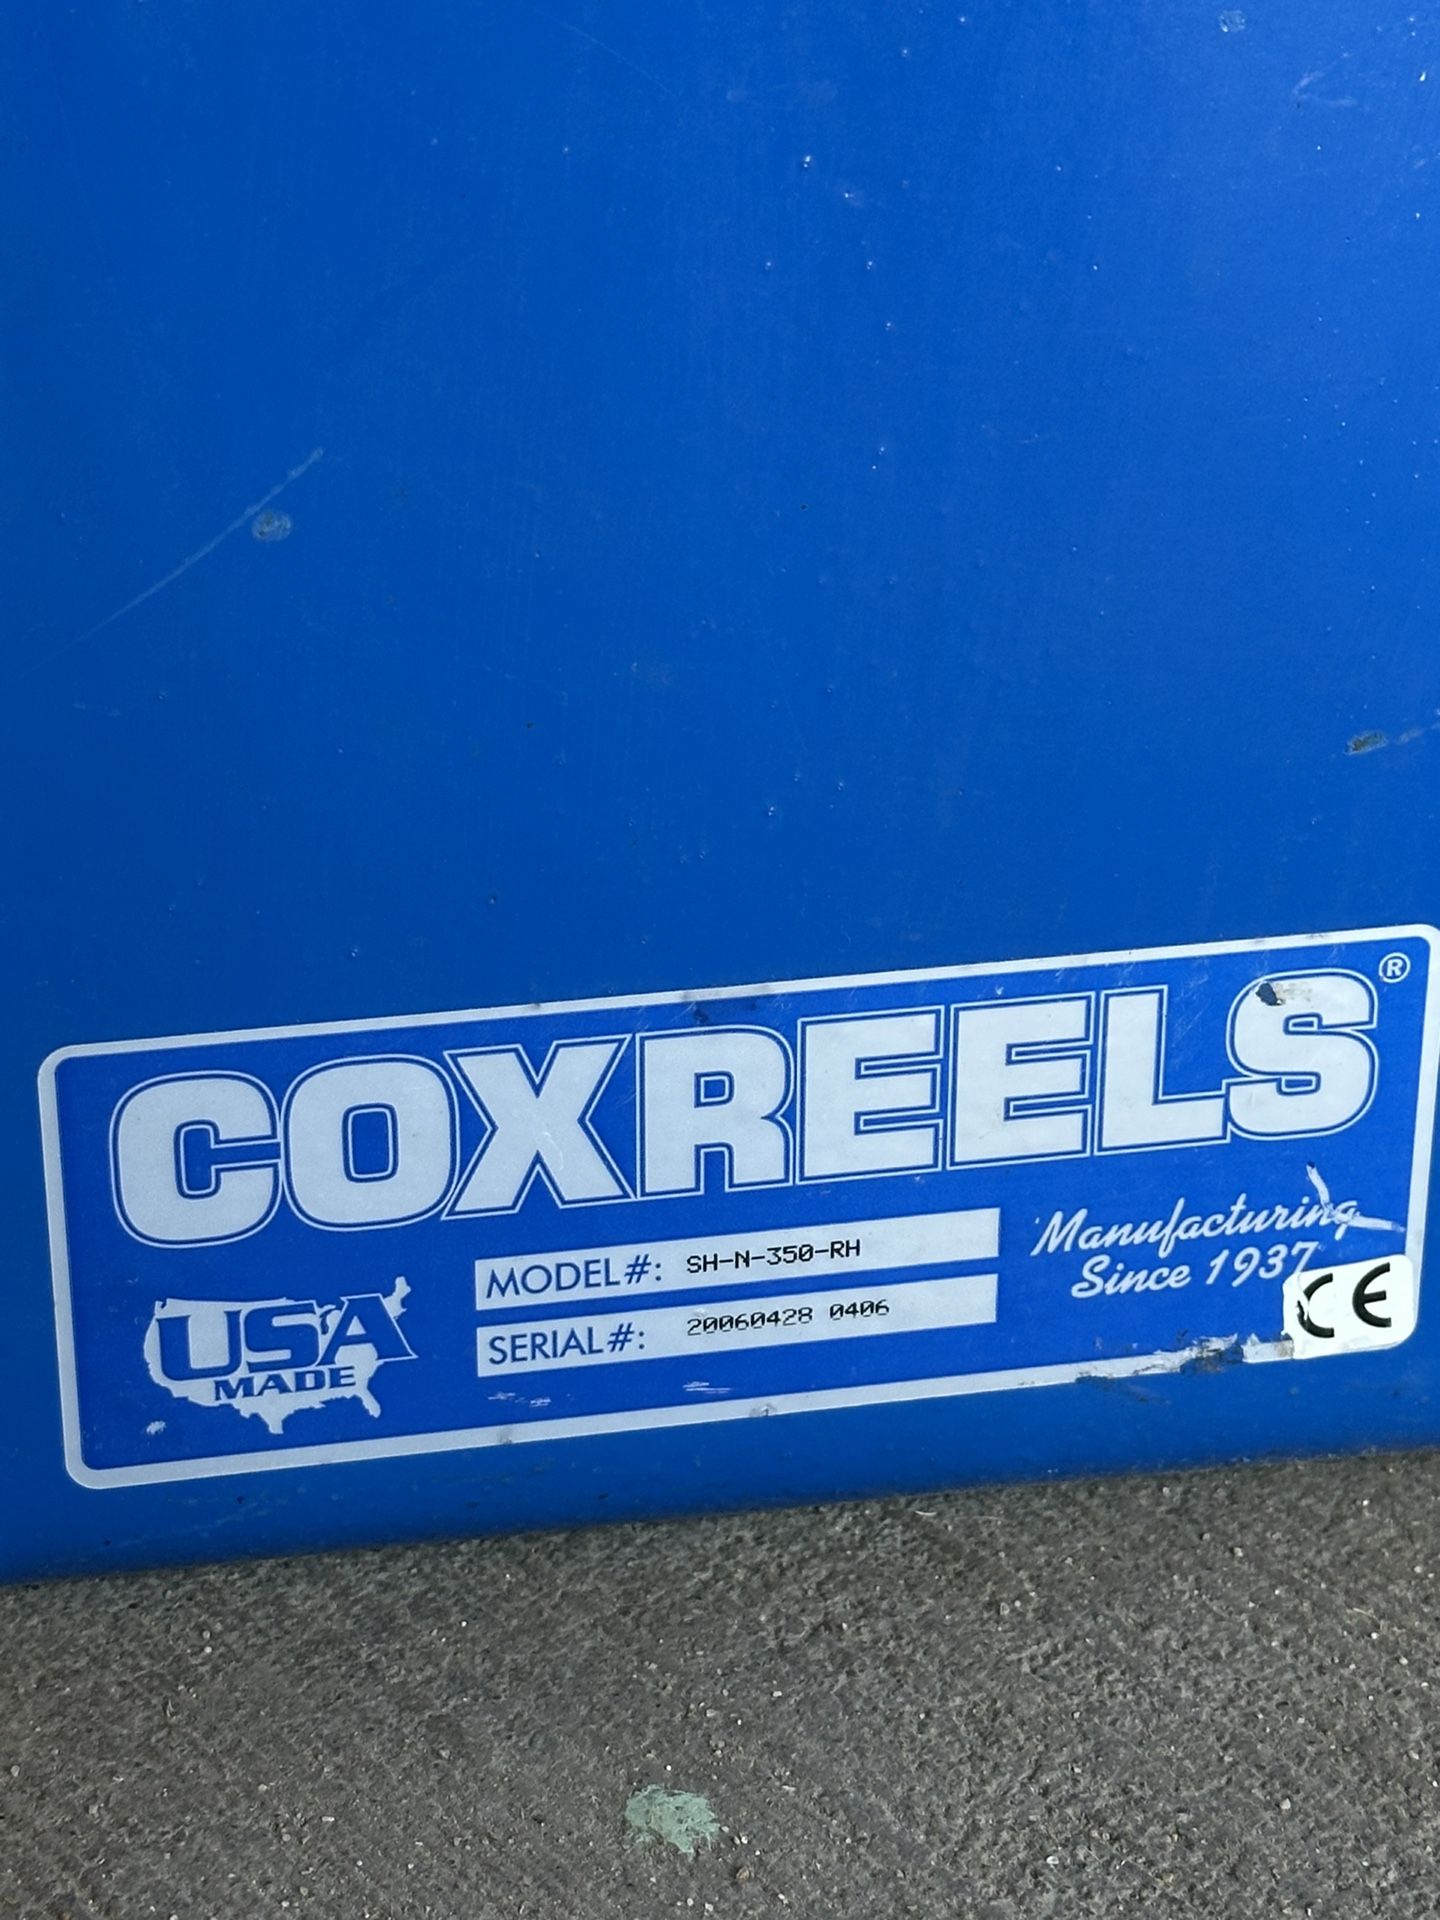 COXREELS®
MODEL#: SH-N-350-RH
SERIAL#: 20060428 0406
USA
MADE
Manufacturing
Since 1937
CE